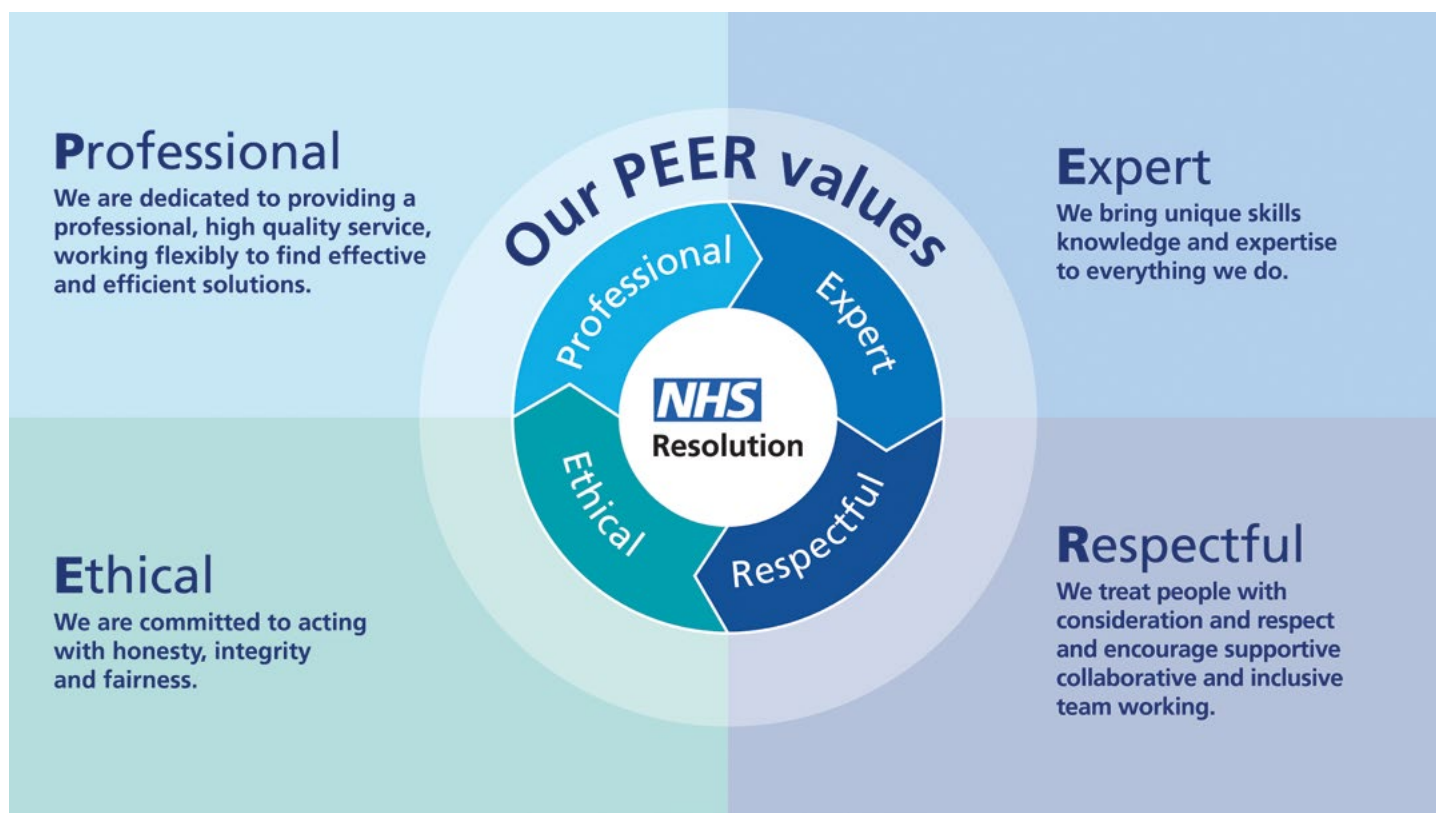 Our PEER values
Professional
We are dedicated to providing a
professional, high quality service,
working flexibly to find effective
and efficient solutions.
Expert
We bring unique skills
knowledge and expertise
to everything we do.
Professional
Expert
NHS
Resolution
Ethical
Respectful
Ethical
We are committed to acting
with honesty, integrity
and fairness.
Respectful
We treat people with
consideration and respect
and encourage supportive
collaborative and inclusive
team working.